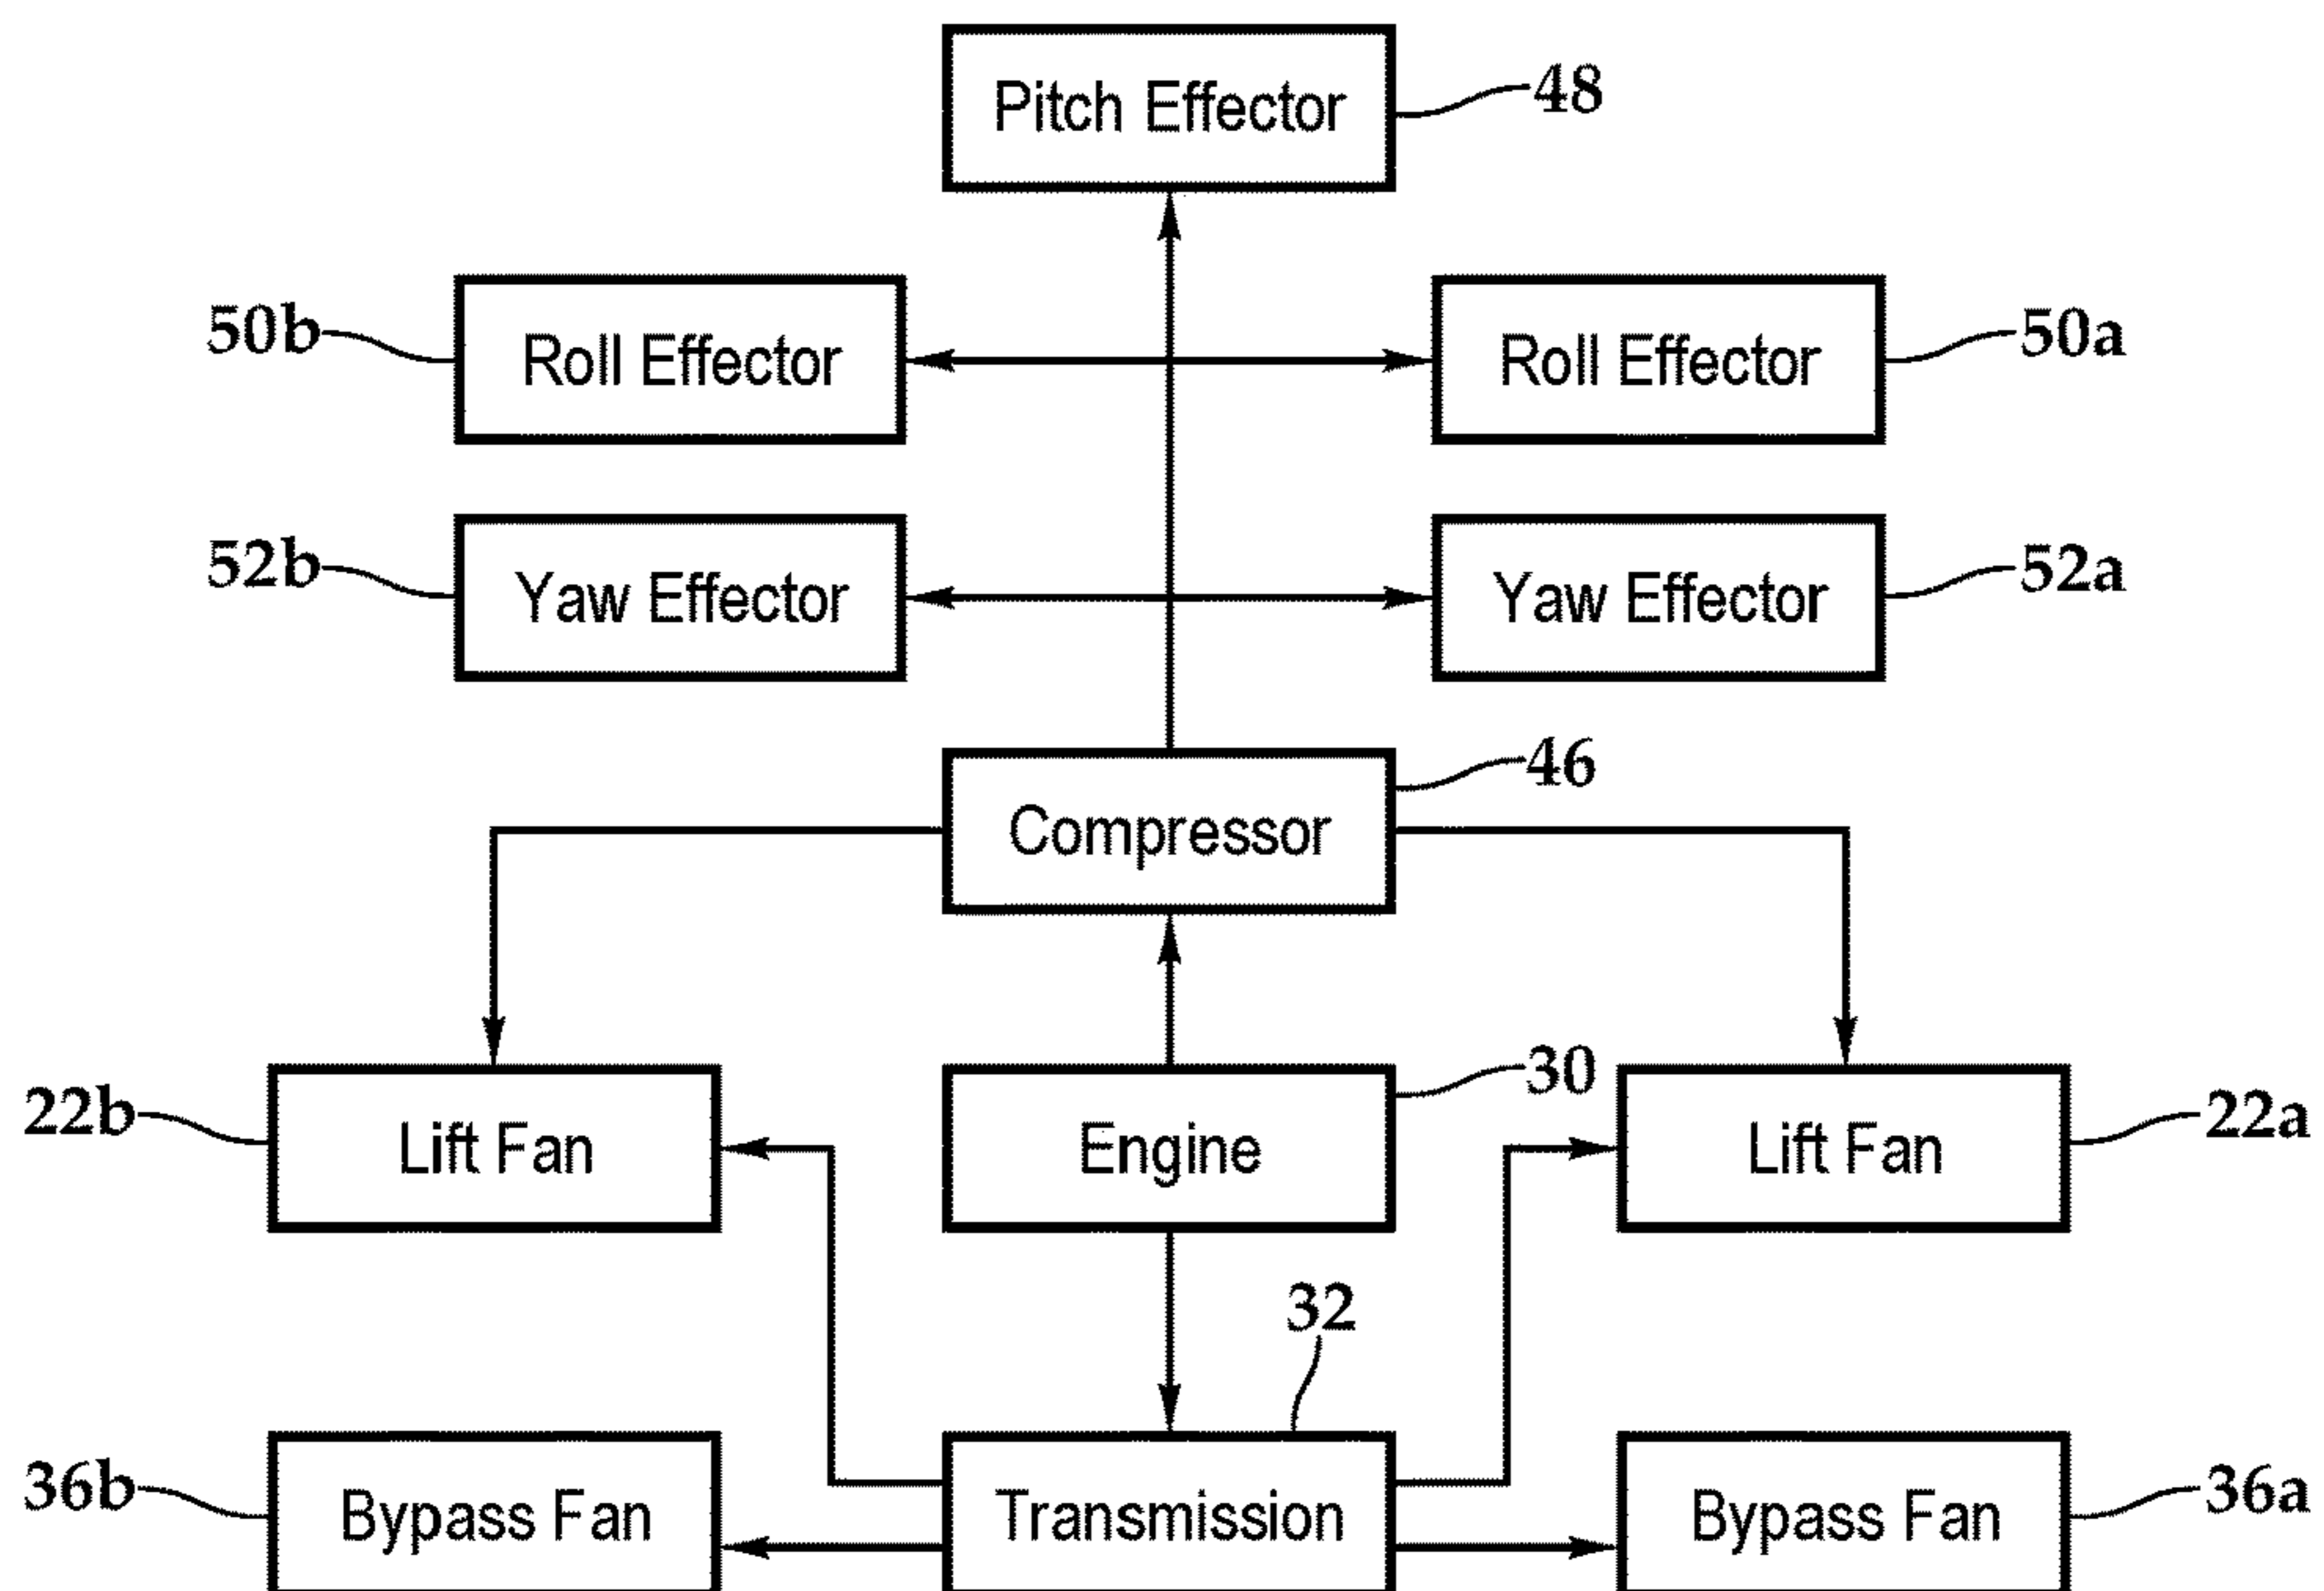 Pitch Effector 48
50b Roll Effector Roll Effector 50a
52b Yaw Effector Yaw Effector 52a
Compressor 46
22b Lift Fan Engine 30 Lift Fan 22a
32
36b Bypass Fan Transmission Bypass Fan 36a